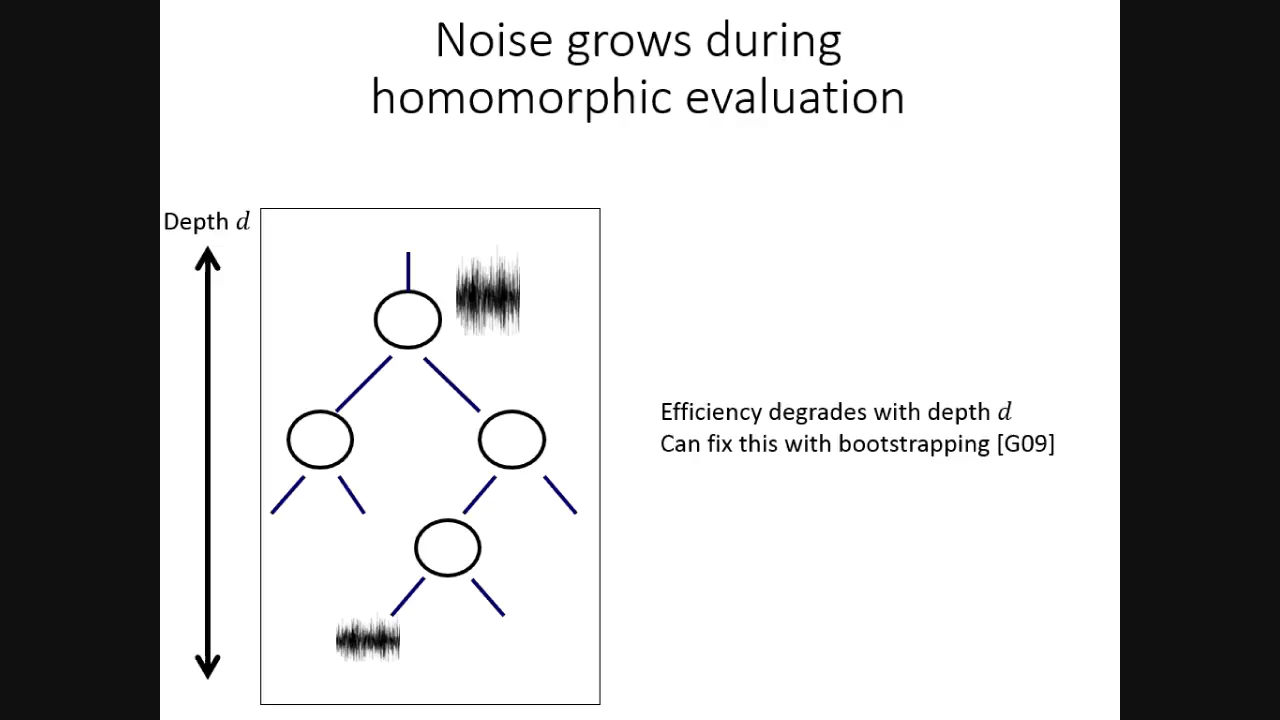 Noise grows during
homomorphic evaluation
Depth d
Efficiency degrades with depth d
Can fix this with bootstrapping [G09]